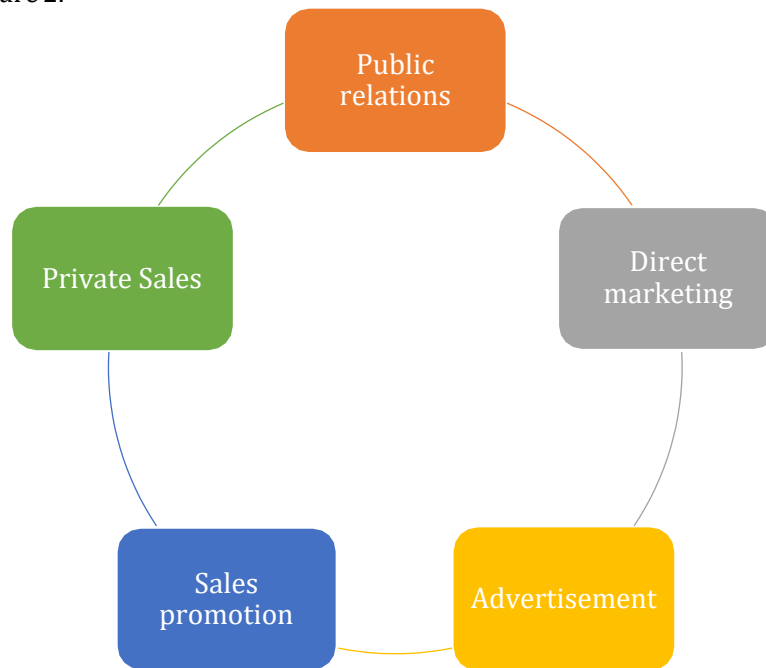 Public
relations
Direct
marketing
Advertisement
Sales
promotion
Private Sales